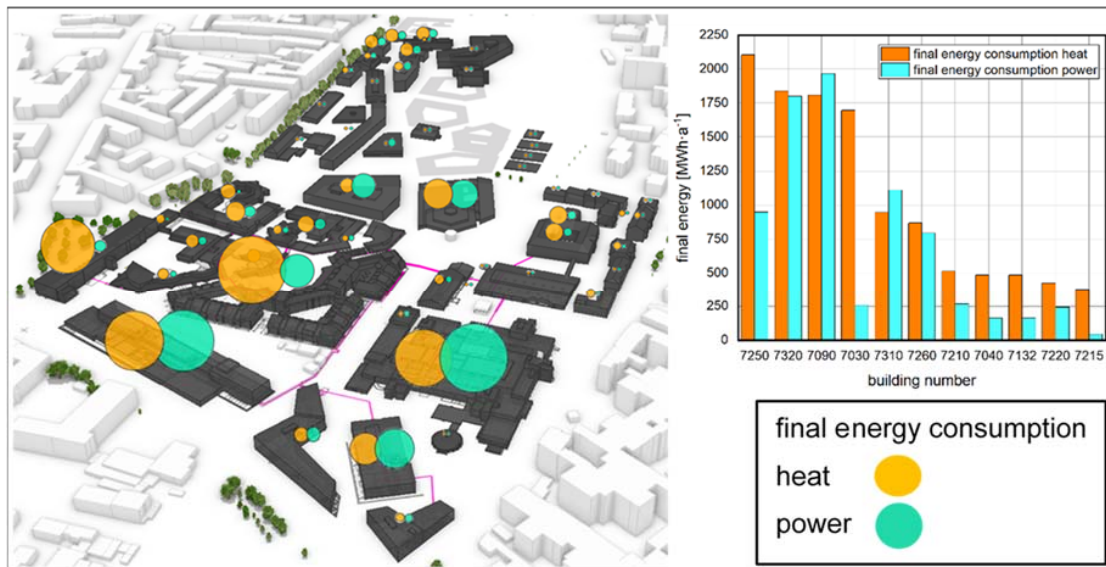 2250
2000
1750
1500
1250
1000
750
500
250
0
final energy [MWh·a⁻¹]
final energy consumption heat
final energy consumption power
7250 7320 7090 7030 7310 7260 7210 7040 7132 7220 7215
building number
final energy consumption
heat
power